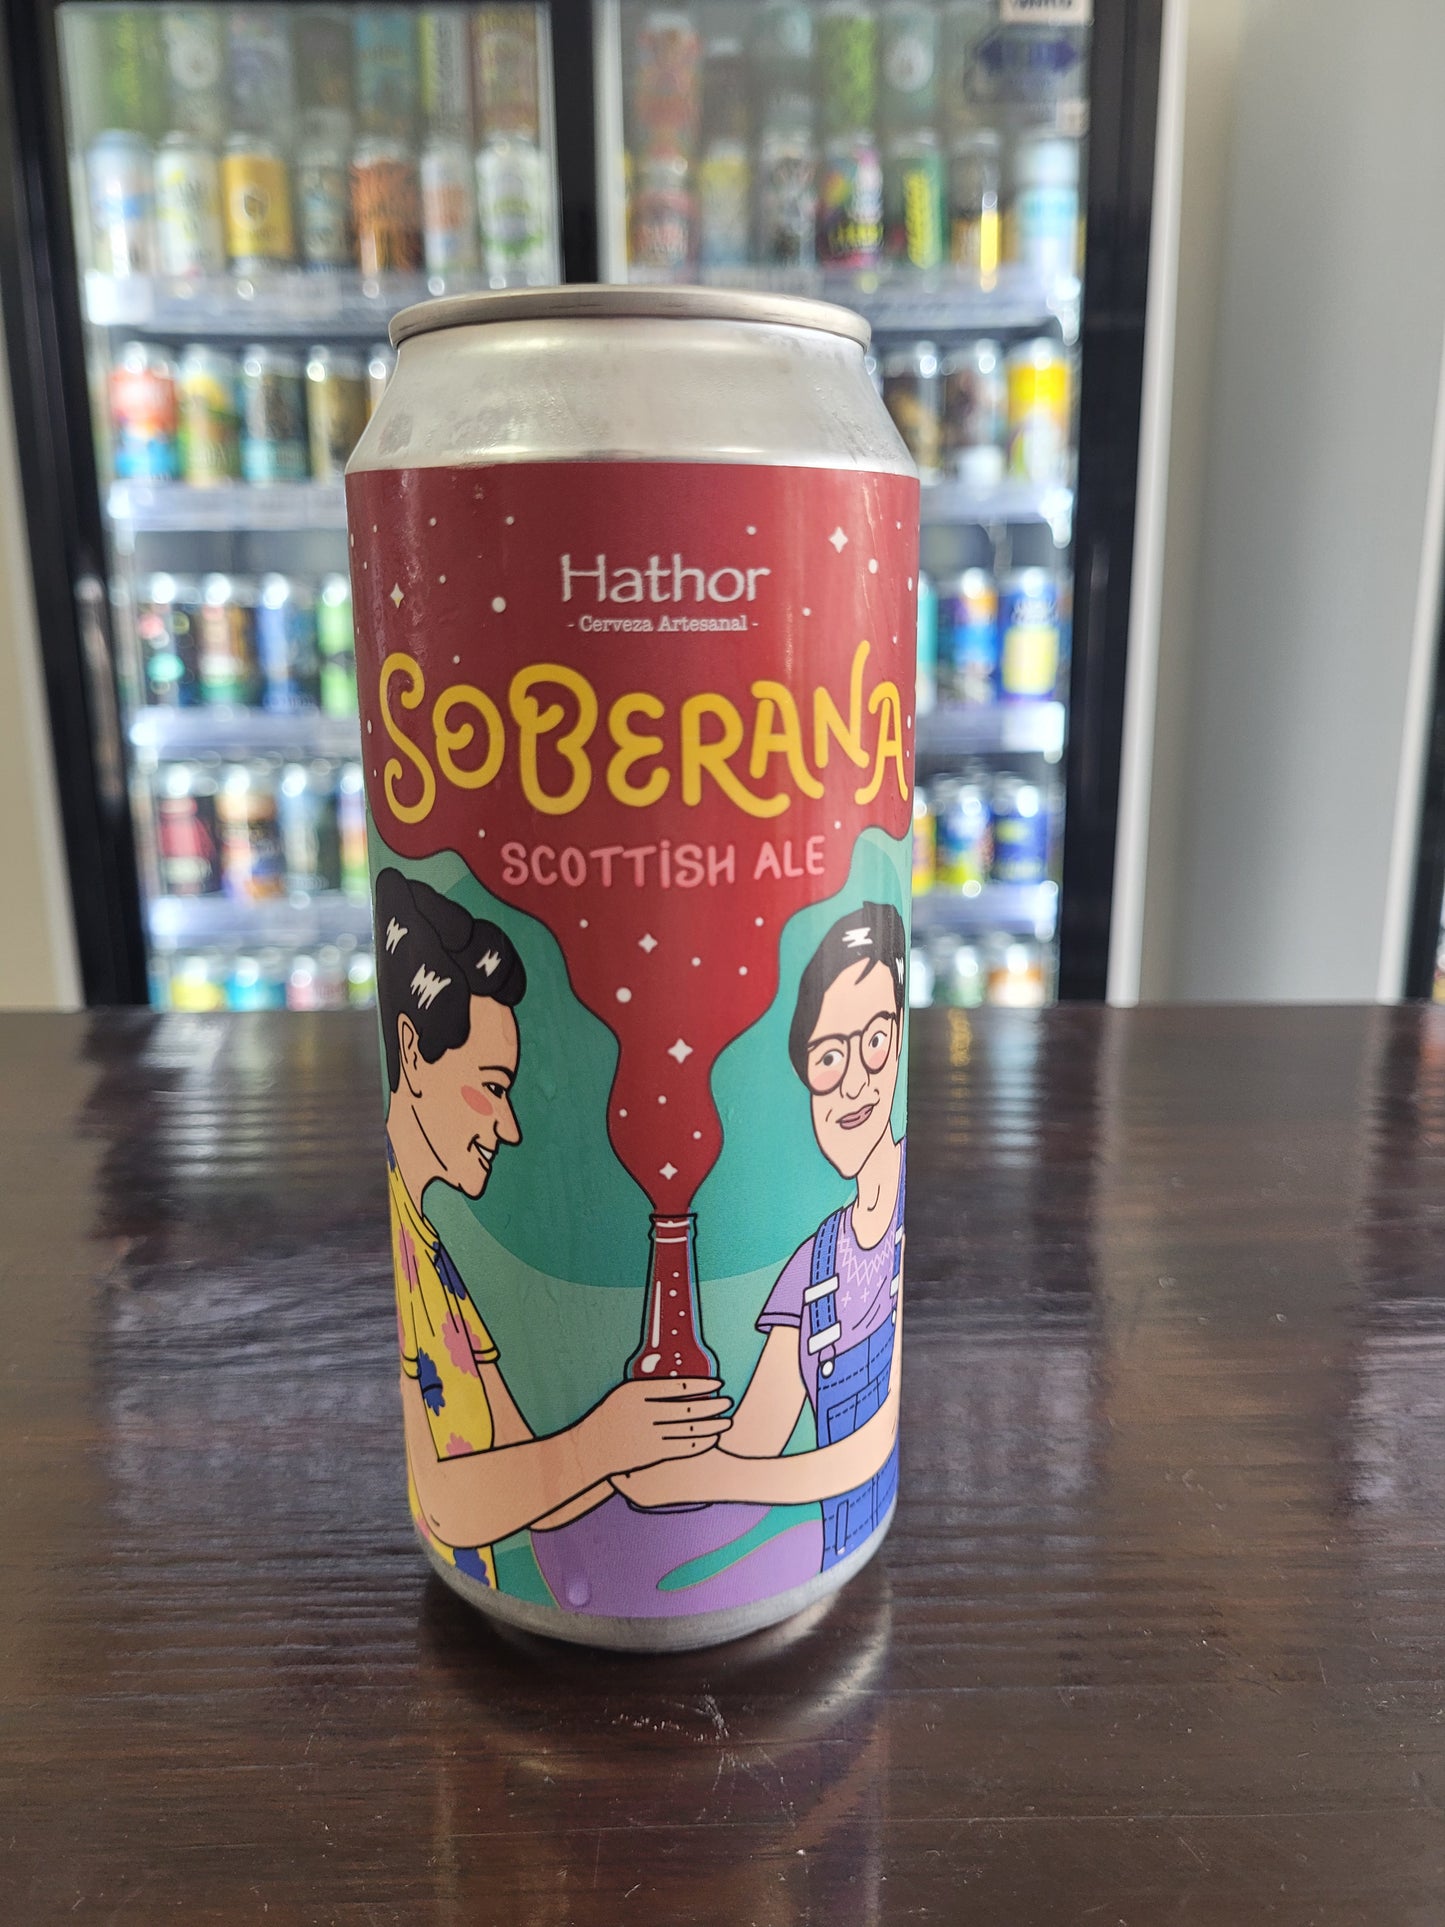 Hathor
- Cerveza Artesanal -
SOBERANA
SCOTTiSH ALE